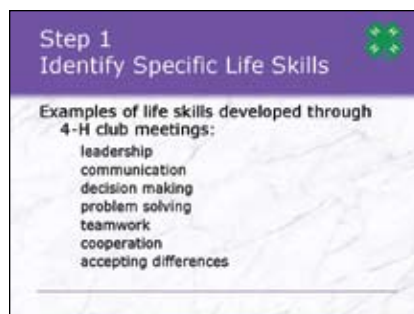 Step 1
Identify Specific Life Skills
Examples of life skills developed through
4-H club meetings:
leadership
communication
decision making
problem solving
teamwork
cooperation
accepting differences